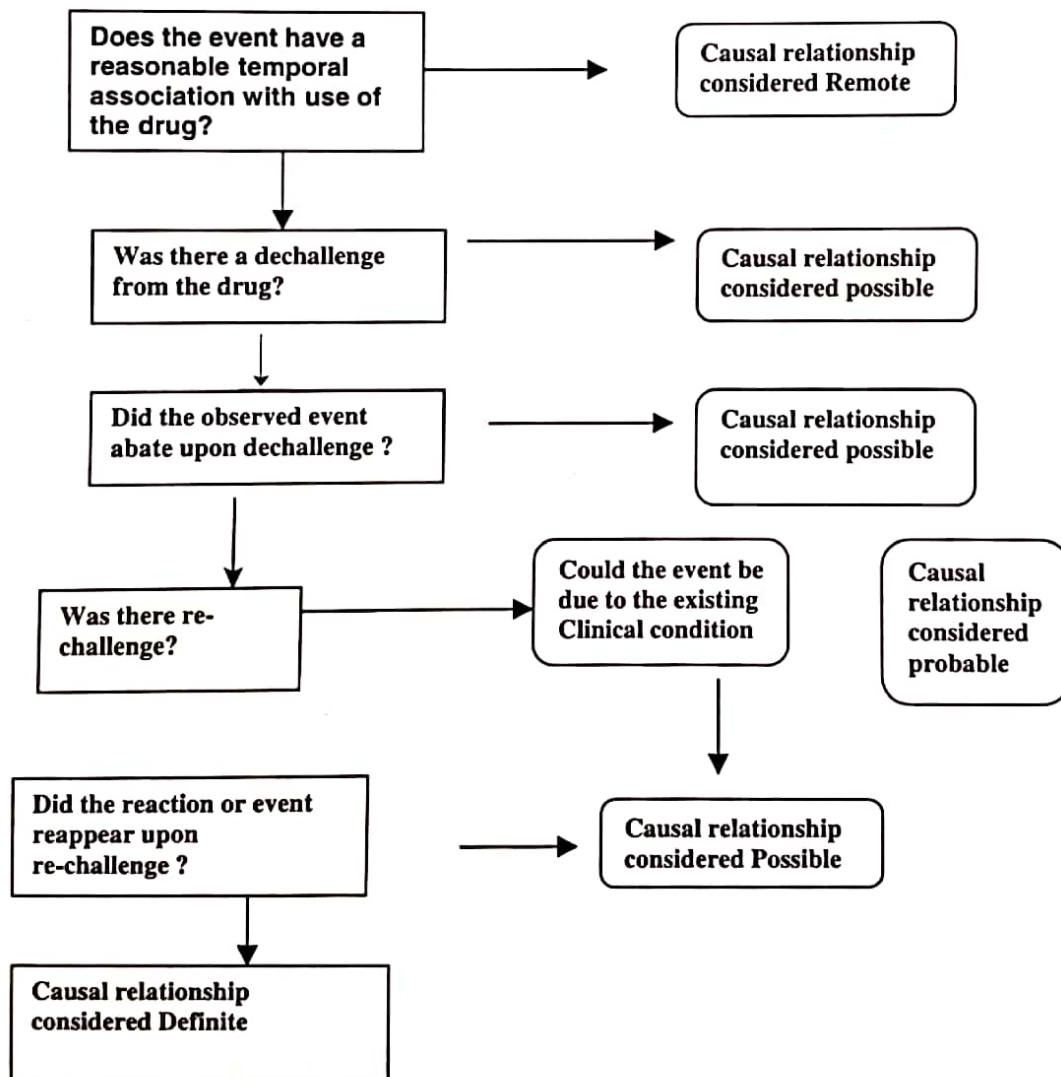 Does the event have a
reasonable temporal
association with use of
the drug?
Causal relationship
considered Remote
Was there a dechallenge
from the drug?
Causal relationship
considered possible
Did the observed event
abate upon dechallenge ?
Causal relationship
considered possible
Was there re-
challenge?
Could the event be
due to the existing
Clinical condition
Causal
relationship
considered
probable
Did the reaction or event
reappear upon
re-challenge ?
Causal relationship
considered Possible
Causal relationship
considered Definite